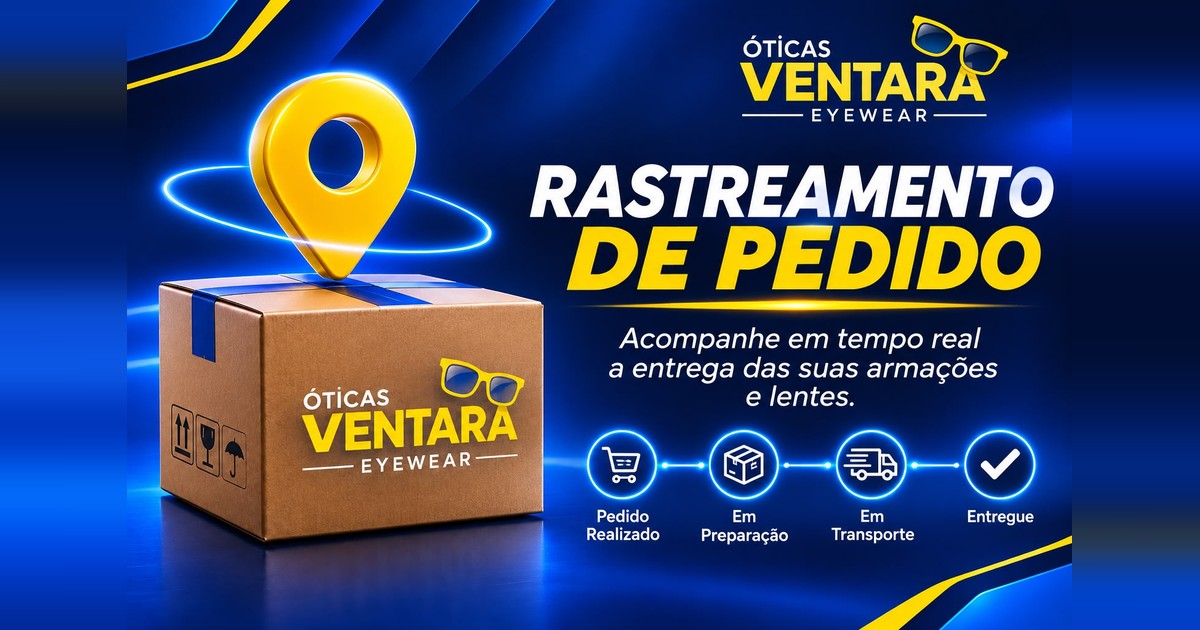 ÓTICAS
VENTARA
EYEWEAR
RASTREAMENTO
DE PEDIDO
Acompanhe em tempo real
a entrega das suas armações
e lentes.
ÓTICAS
VENTARA
EYEWEAR
Pedido
Realizado
Em
Preparação
Em
Transporte
Entregue